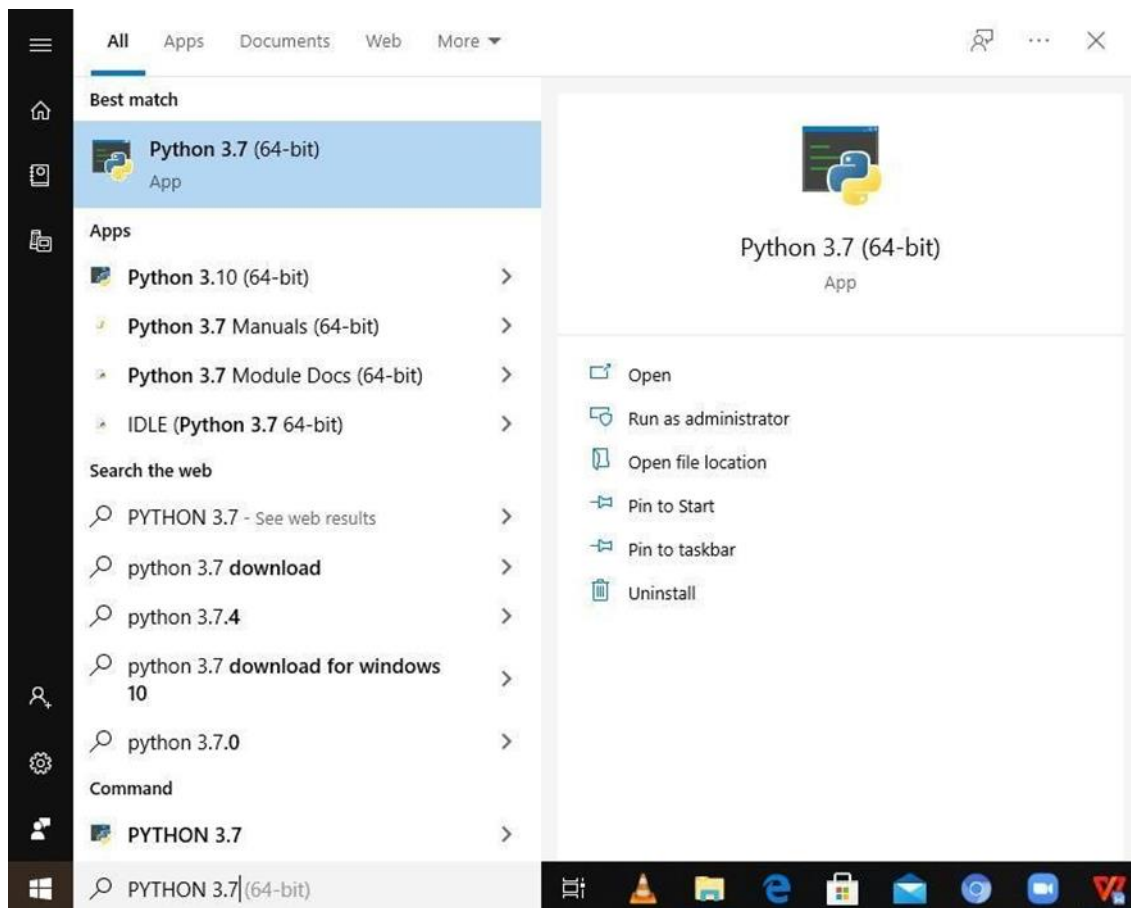 All Apps Documents Web More
Best match
Python 3.7 (64-bit)
App
Apps
Python 3.10 (64-bit)
Python 3.7 Manuals (64-bit)
Python 3.7 Module Docs (64-bit)
IDLE (Python 3.7 64-bit)
Search the web
PYTHON 3.7 - See web results
python 3.7 download
python 3.7.4
python 3.7 download for windows
10
python 3.7.0
Command
PYTHON 3.7
PYTHON 3.7 (64-bit)
Python 3.7 (64-bit)
App
Open
Run as administrator
Open file location
Pin to Start
Pin to taskbar
Uninstall